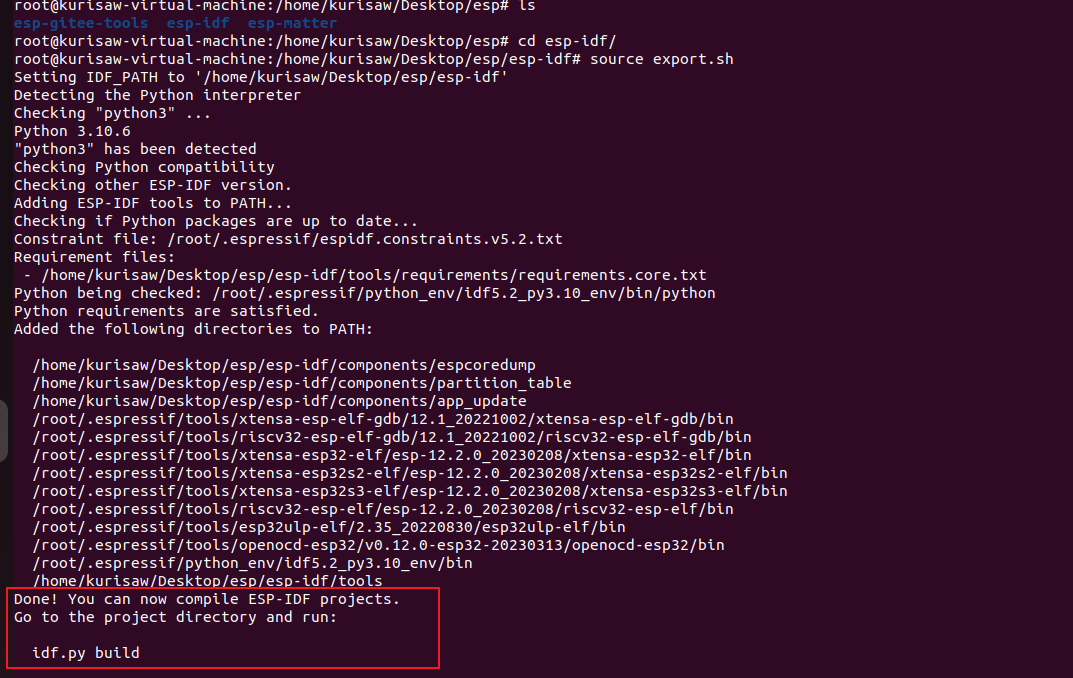 root@kurisaw-virtual-machine:/home/kurisaw/Desktop/esp# ls
esp-gitee-tools  esp-idf  esp-matter
root@kurisaw-virtual-machine:/home/kurisaw/Desktop/esp# cd esp-idf/
root@kurisaw-virtual-machine:/home/kurisaw/Desktop/esp/esp-idf# source export.sh
Setting IDF_PATH to '/home/kurisaw/Desktop/esp/esp-idf'
Detecting the Python interpreter
Checking "python3" ...
Python 3.10.6
"python3" has been detected
Checking Python compatibility
Checking other ESP-IDF version.
Adding ESP-IDF tools to PATH...
Checking if Python packages are up to date...
Constraint file: /root/.espressif/espidf.constraints.v5.2.txt
Requirement files:
 - /home/kurisaw/Desktop/esp/esp-idf/tools/requirements/requirements.core.txt
Python being checked: /root/.espressif/python_env/idf5.2_py3.10_env/bin/python
Python requirements are satisfied.
Added the following directories to PATH:
  /home/kurisaw/Desktop/esp/esp-idf/components/espcoredump
  /home/kurisaw/Desktop/esp/esp-idf/components/partition_table
  /home/kurisaw/Desktop/esp/esp-idf/components/app_update
  /root/.espressif/tools/xtensa-esp-elf-gdb/12.1_20221002/xtensa-esp-elf-gdb/bin
  /root/.espressif/tools/riscv32-esp-elf-gdb/12.1_20221002/riscv32-esp-elf-gdb/bin
  /root/.espressif/tools/xtensa-esp32-elf/esp-12.2.0_20230208/xtensa-esp32-elf/bin
  /root/.espressif/tools/xtensa-esp32s2-elf/esp-12.2.0_20230208/xtensa-esp32s2-elf/bin
  /root/.espressif/tools/xtensa-esp32s3-elf/esp-12.2.0_20230208/xtensa-esp32s3-elf/bin
  /root/.espressif/tools/riscv32-esp-elf/esp-12.2.0_20230208/riscv32-esp-elf/bin
  /root/.espressif/tools/esp32ulp-elf/2.35_20220830/esp32ulp-elf/bin
  /root/.espressif/tools/openocd-esp32/v0.12.0-esp32-20230313/openocd-esp32/bin
  /root/.espressif/python_env/idf5.2_py3.10_env/bin
  /home/kurisaw/Desktop/esp/esp-idf/tools
Done! You can now compile ESP-IDF projects.
Go to the project directory and run:
  idf.py build